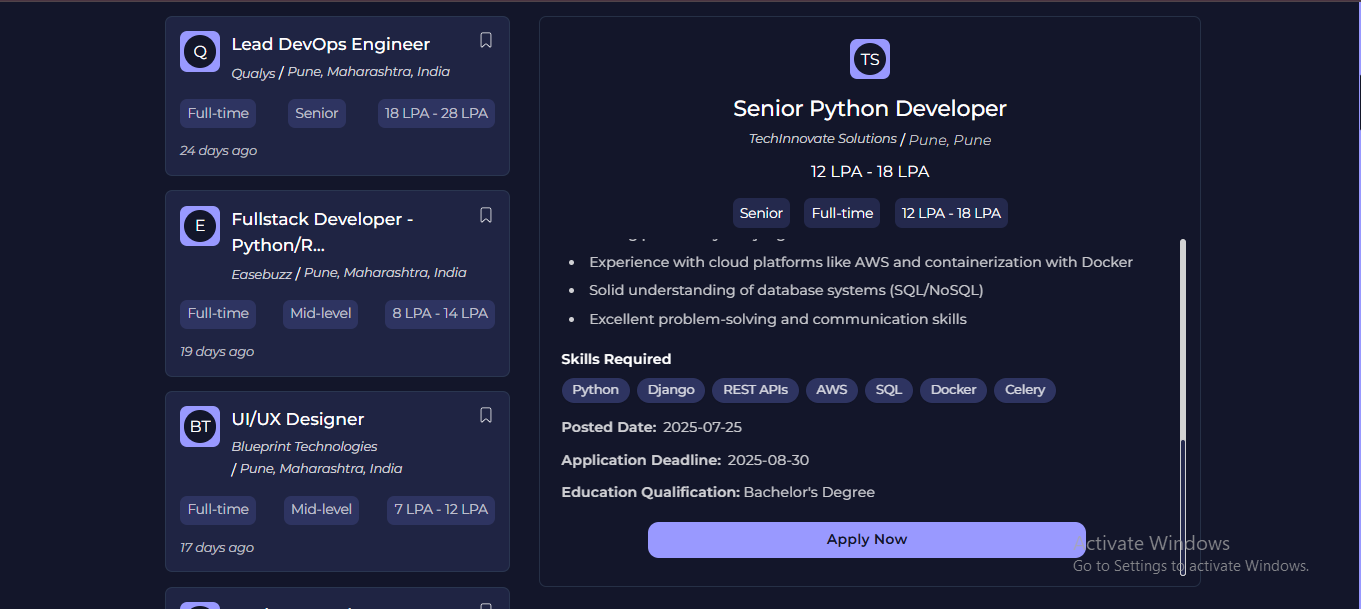 Q
Lead DevOps Engineer
Qualys / Pune, Maharashtra, India
Full-time
Senior
18 LPA - 28 LPA
24 days ago
E
Fullstack Developer -
Python/R...
Easebuzz / Pune, Maharashtra, India
Full-time
Mid-level
8 LPA - 14 LPA
19 days ago
BT
UI/UX Designer
Blueprint Technologies
/ Pune, Maharashtra, India
Full-time
Mid-level
7 LPA - 12 LPA
17 days ago
TS
Senior Python Developer
TechInnovate Solutions / Pune, Pune
12 LPA - 18 LPA
Senior
Full-time
12 LPA - 18 LPA
• Experience with cloud platforms like AWS and containerization with Docker
• Solid understanding of database systems (SQL/NoSQL)
• Excellent problem-solving and communication skills
Skills Required
Python
Django
REST APIs
AWS
SQL
Docker
Celery
Posted Date: 2025-07-25
Application Deadline: 2025-08-30
Education Qualification: Bachelor's Degree
Apply Now
Activate Windows
Go to Settings to activate Windows.